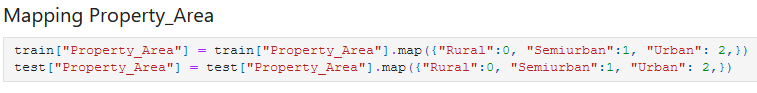 Mapping Property_Area
train["Property_Area"] = train["Property_Area"].map({"Rural":0, "Semiurban":1, "Urban": 2,})
test["Property_Area"] = test["Property_Area"].map({"Rural":0, "Semiurban":1, "Urban": 2,})